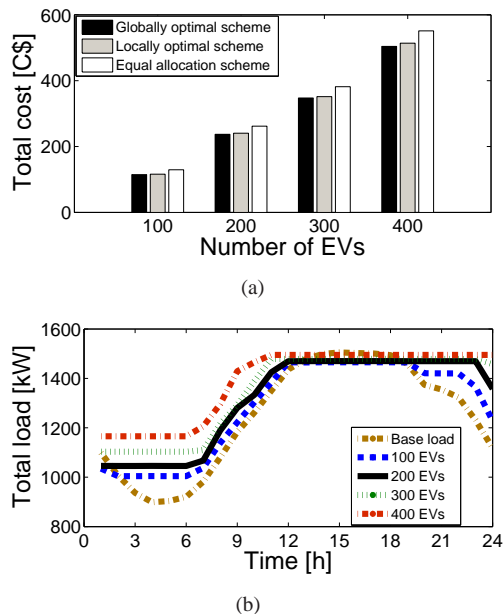 600
400
200
0
Total cost [C$]
Globally optimal scheme
Locally optimal scheme
Equal allocation scheme
100 200 300 400
Number of EVs
(a)
1600
1400
1200
1000
800
Total load [kW]
Base load
100 EVs
200 EVs
300 EVs
400 EVs
3 6 9 12 15 18 21 24
Time [h]
(b)